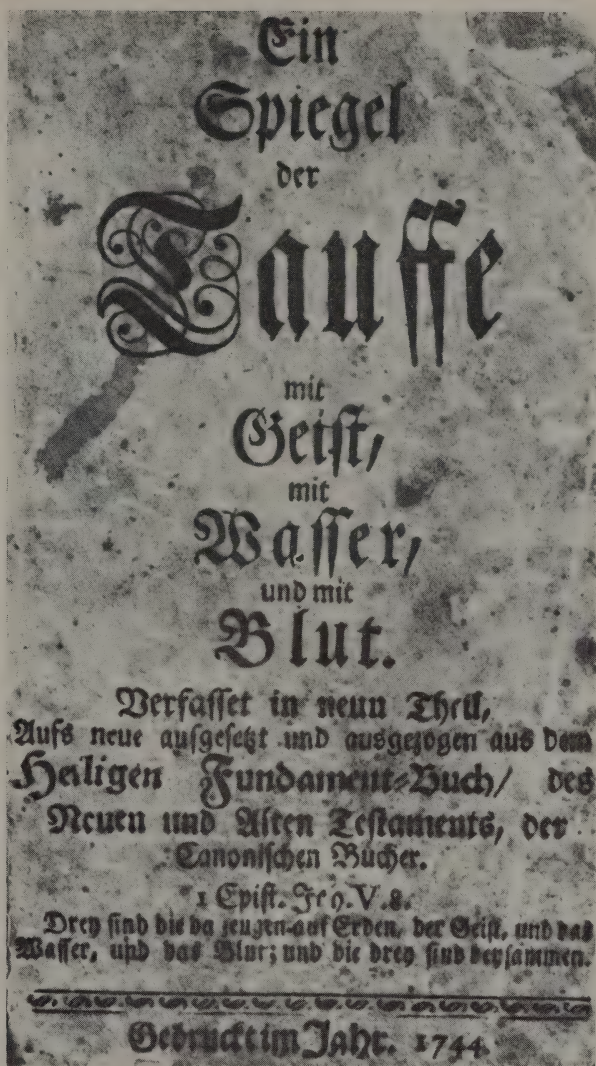 Ein
Spiegel
der
Tauffe
mit
Geist,
mit
Wasser,
und mit
Blut.
Verfasset in neun Theil,
Aufs neue aufgesetzt und ausgezogen aus dem
Heiligen Fundament-Buch/ des
Neuen und Alten Testaments, der
Canonischen Bücher.
1 Epist. V. 8.
Drey sind die da zeugen auf Erden, der Geist, und das
Wasser, und das Blut; und die drey sind beysammen.
Gedruckt im Jahr. 1744.